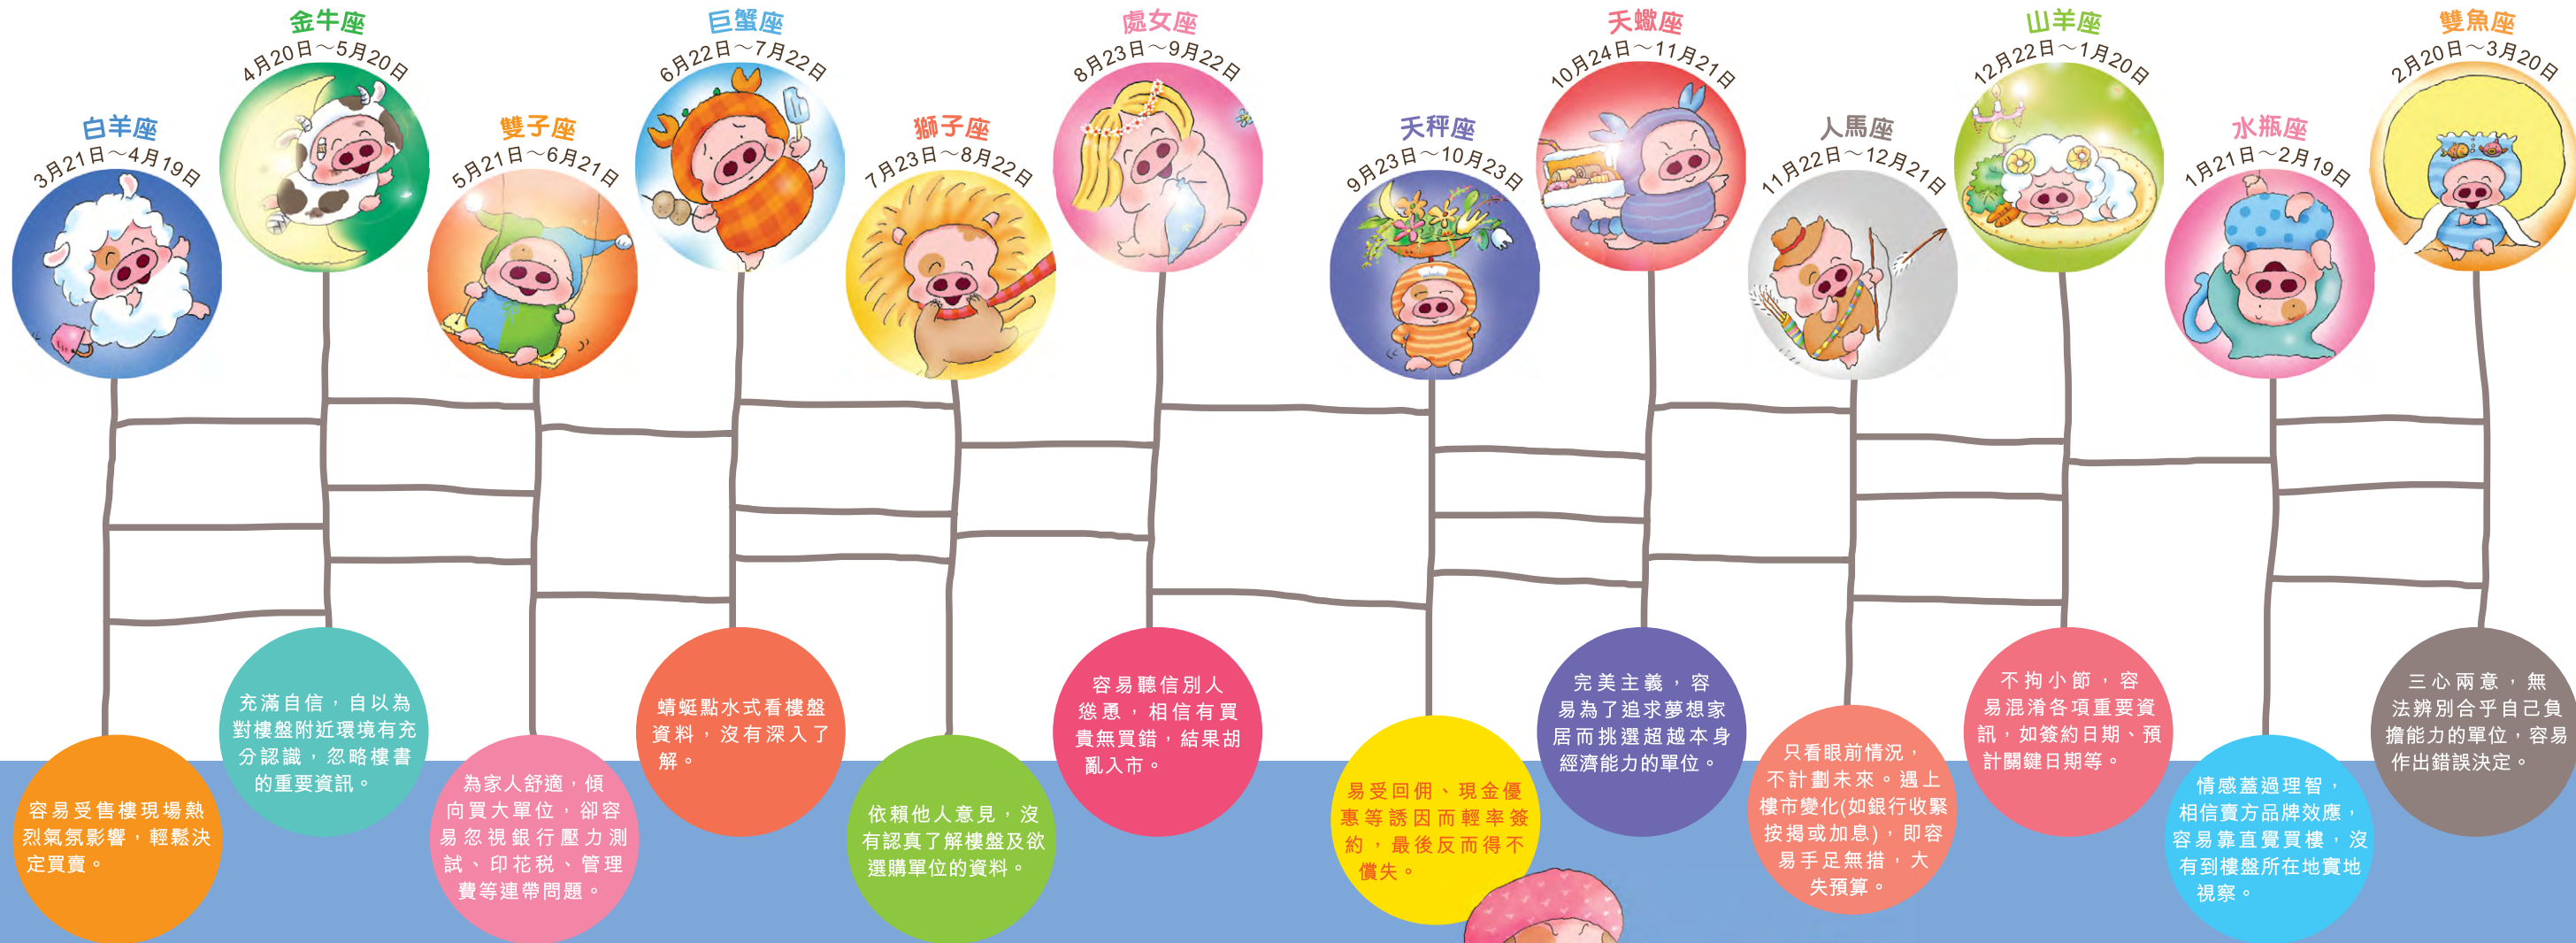 白羊座
3月21日～4月19日
金牛座
4月20日～5月20日
雙子座
5月21日～6月21日
巨蟹座
6月22日～7月22日
獅子座
7月23日～8月22日
處女座
8月23日～9月22日
天秤座
9月23日～10月23日
天蠍座
10月24日～11月21日
人馬座
11月22日～12月21日
山羊座
12月22日～1月20日
水瓶座
1月21日～2月19日
雙魚座
2月20日～3月20日
容易受售樓現場熱
烈氣氛影響，輕鬆決
定買賣。
充滿自信，自以為
對樓盤附近環境有充
分認識，忽略樓書
的重要資訊。
為家人舒適，傾
向買大單位，卻容
易忽視銀行壓力測
試、印花税、管理
費等連帶問題。
蜻蜓點水式看樓盤
資料，沒有深入了
解。
依賴他人意見，沒
有認真了解樓盤及欲
選購單位的資料。
容易聽信別人
慫恿，相信有買
貴無買錯，結果胡
亂入市。
易受回佣、現金優
惠等誘因而輕率簽
約，最後反而得不
償失。
完美主義，容
易為了追求夢想家
居而挑選超越本身
經濟能力的單位。
只看眼前情況，
不計劃未來。遇上
樓市變化(如銀行收緊
按揭或加息)，即容
易手足無措，大
失預算。
不拘小節，容
易混淆各項重要資
訊，如簽約日期、預
計關鍵日期等。
情感蓋過理智，
相信賣方品牌效應，
容易靠直覺買樓，沒
有到樓盤所在地實地
視察。
三心兩意，無
法辨別合乎自己負
擔能力的單位，容易
作出錯誤決定。